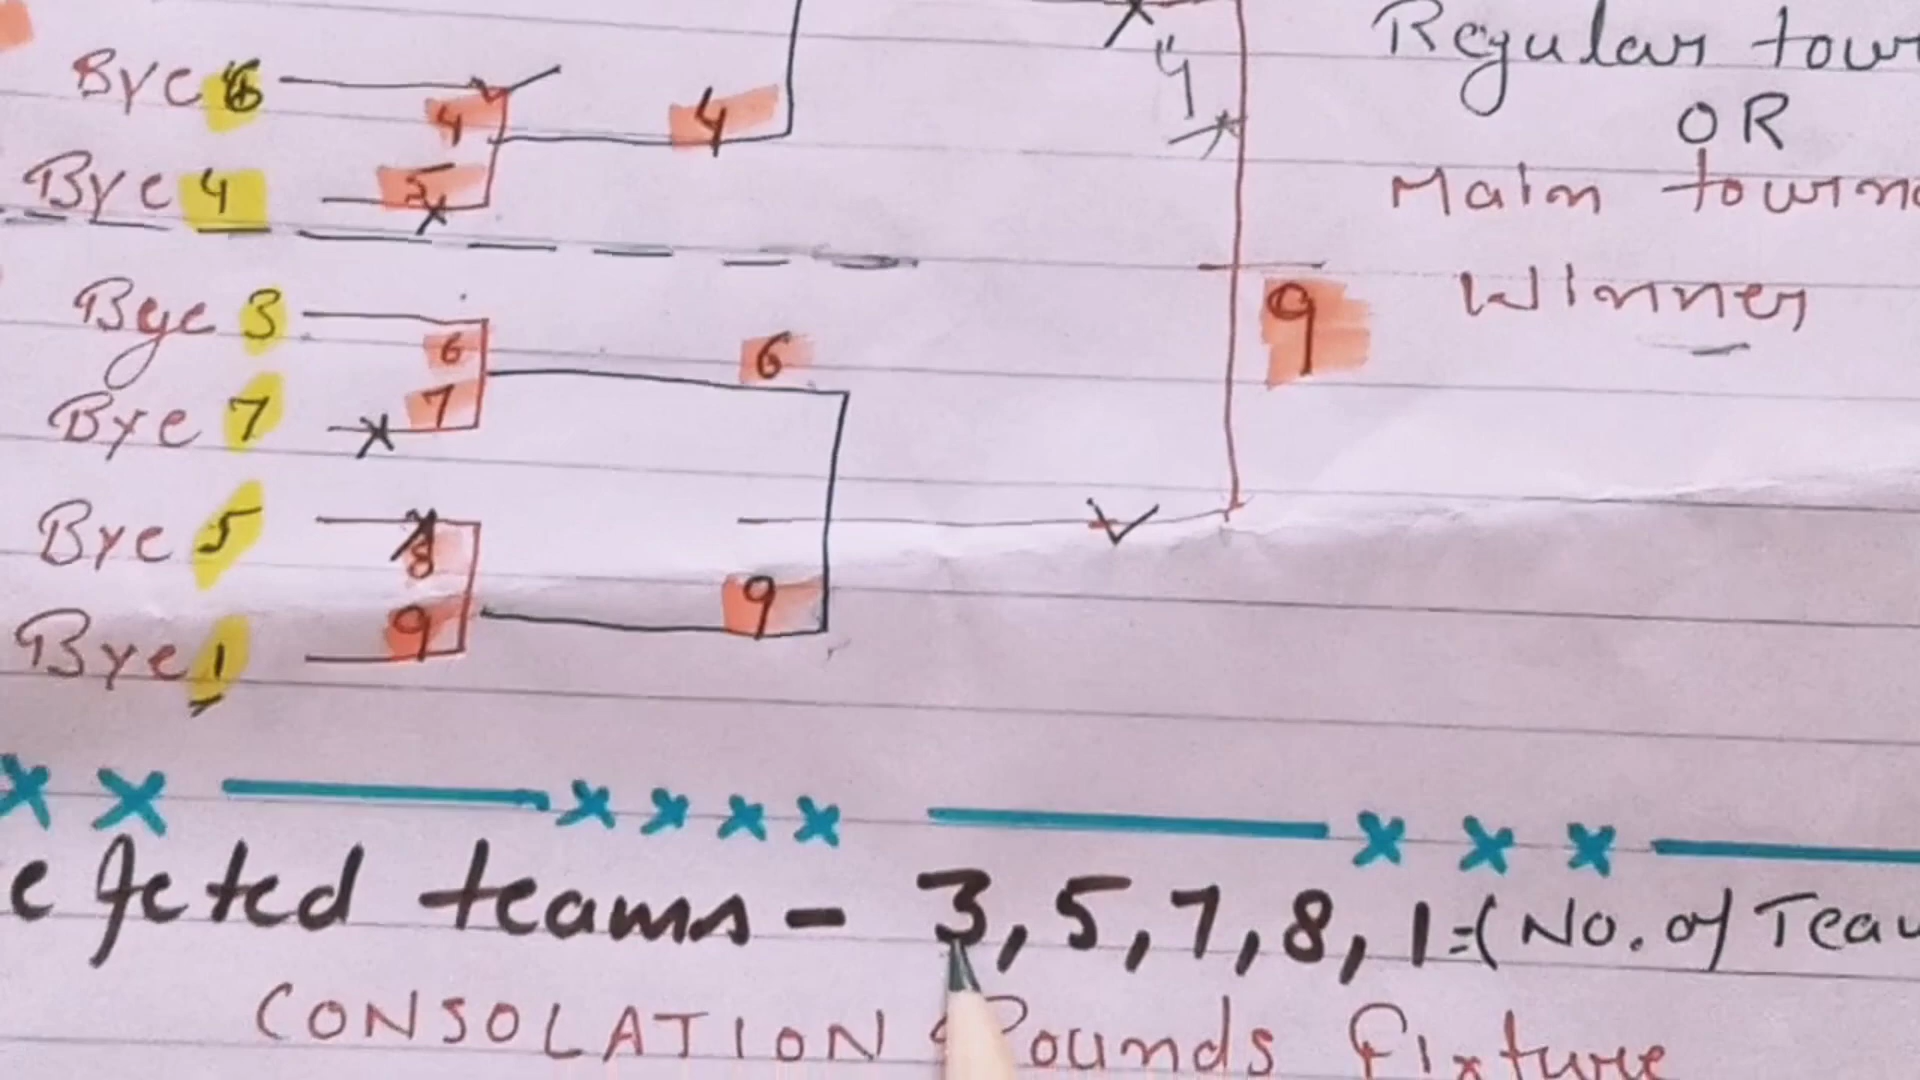 Regular tour
OR
Main tourna
Winner
Bye 6
4
4
Bye 4
5
Bye 3
6
6
9
Bye 7
7
Bye 5
8
Bye 1
9
9
efeted teams - 3, 5, 7, 8, 1 =( No. of Team
CONSOLATION Rounds fixture